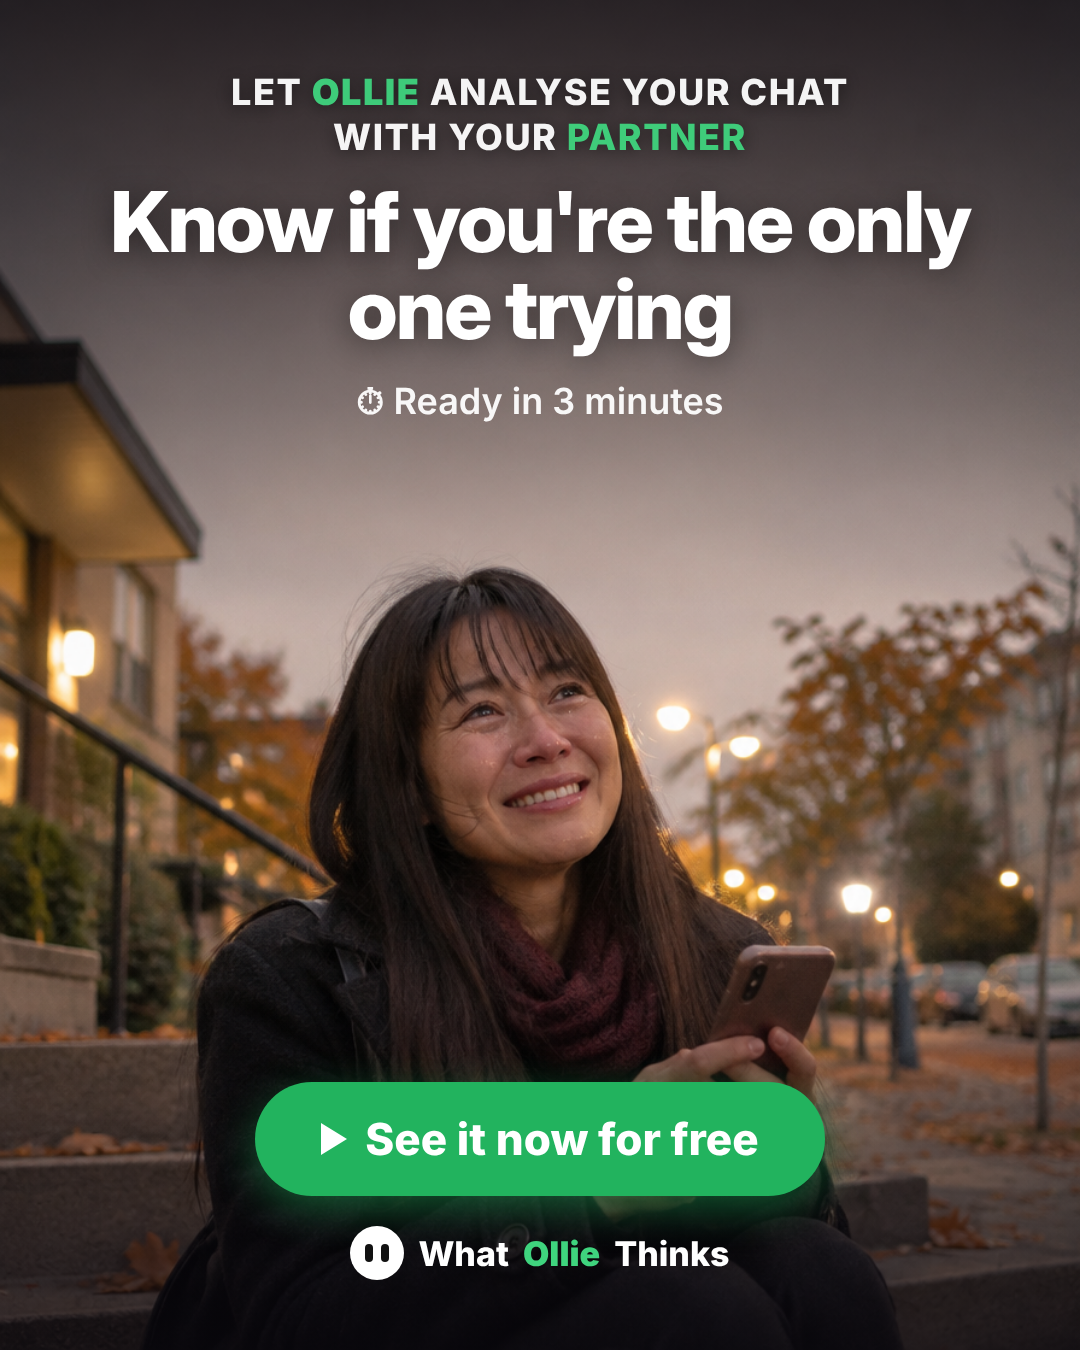 LET OLLIE ANALYSE YOUR CHAT
WITH YOUR PARTNER
Know if you're the only
one trying
⏱ Ready in 3 minutes
▶ See it now for free
What Ollie Thinks